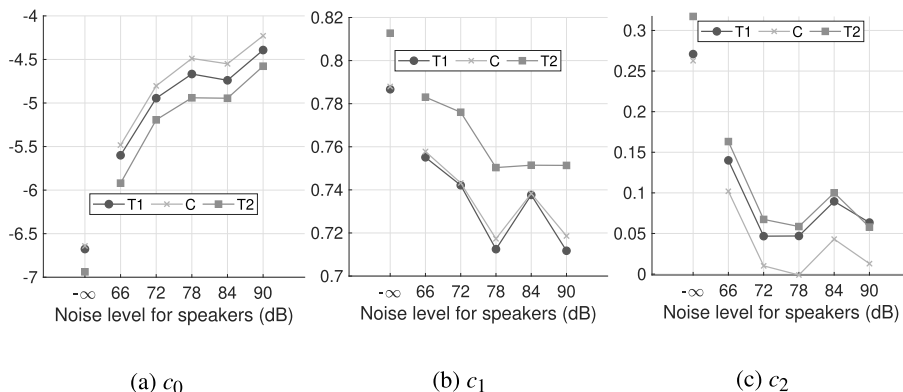 -4
-4.5
-5
-5.5
-6
-6.5
-7
T1 C T2
-∞ 66 72 78 84 90
Noise level for speakers (dB)
(a) c0
0.82
0.8
0.78
0.76
0.74
0.72
0.7
T1 C T2
-∞ 66 72 78 84 90
Noise level for speakers (dB)
(b) c1
0.3
0.25
0.2
0.15
0.1
0.05
0
T1 C T2
-∞ 66 72 78 84 90
Noise level for speakers (dB)
(c) c2